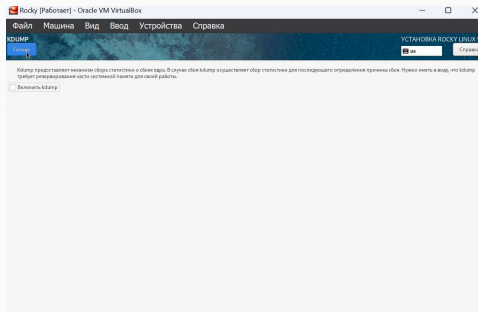 Rocky [Работает] - Oracle VM VirtualBox
Файл Машина Вид Ввод Устройства Справка
KDUMP
УСТАНОВКА ROCKY LINUX
Готово
us
Справка
Kdump предоставляет механизм сбора статистики о сбоях ядра. В случае сбоя kdump осуществляет сбор статистики для последующего определения причины сбоя. Нужно иметь в виду, что kdump
требует резервирования части системной памяти для своей работы.
Включить kdump